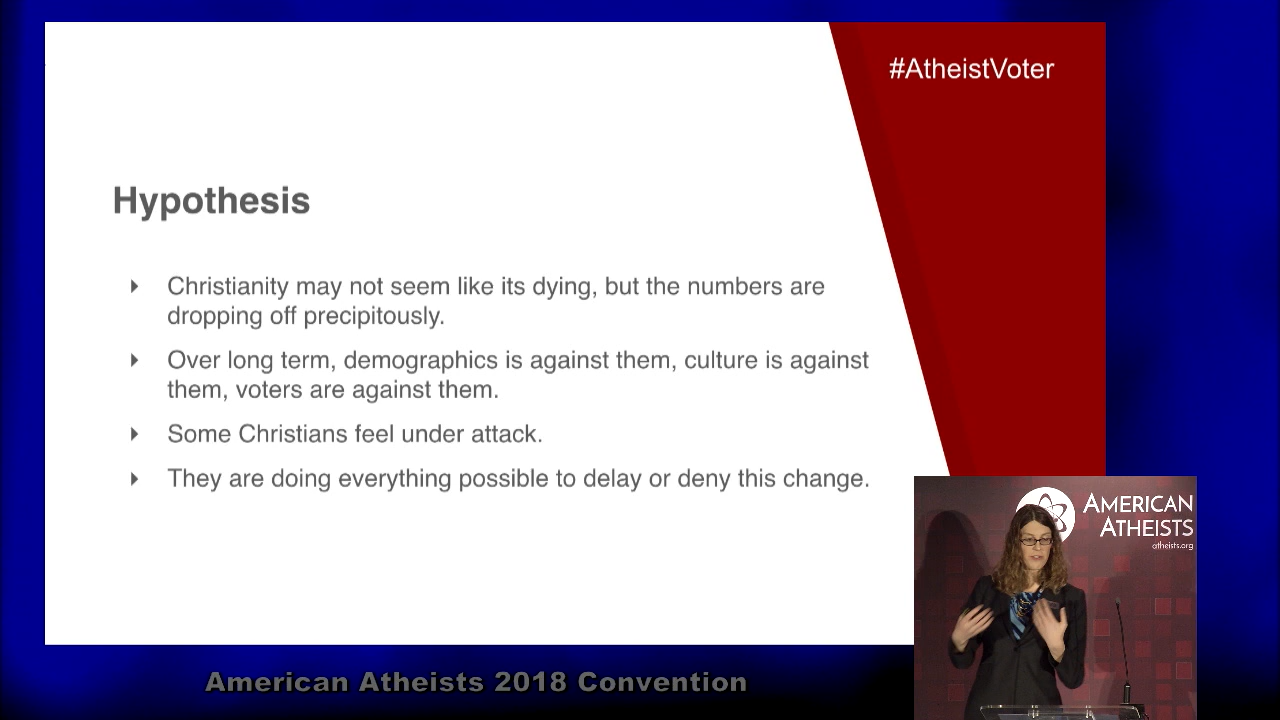 #AtheistVoter
Hypothesis
Christianity may not seem like its dying, but the numbers are
dropping off precipitously.
Over long term, demographics is against them, culture is against
them, voters are against them.
Some Christians feel under attack.
They are doing everything possible to delay or deny this change.
AMERICAN
ATHEISTS
atheists.org
American Atheists 2018 Convention